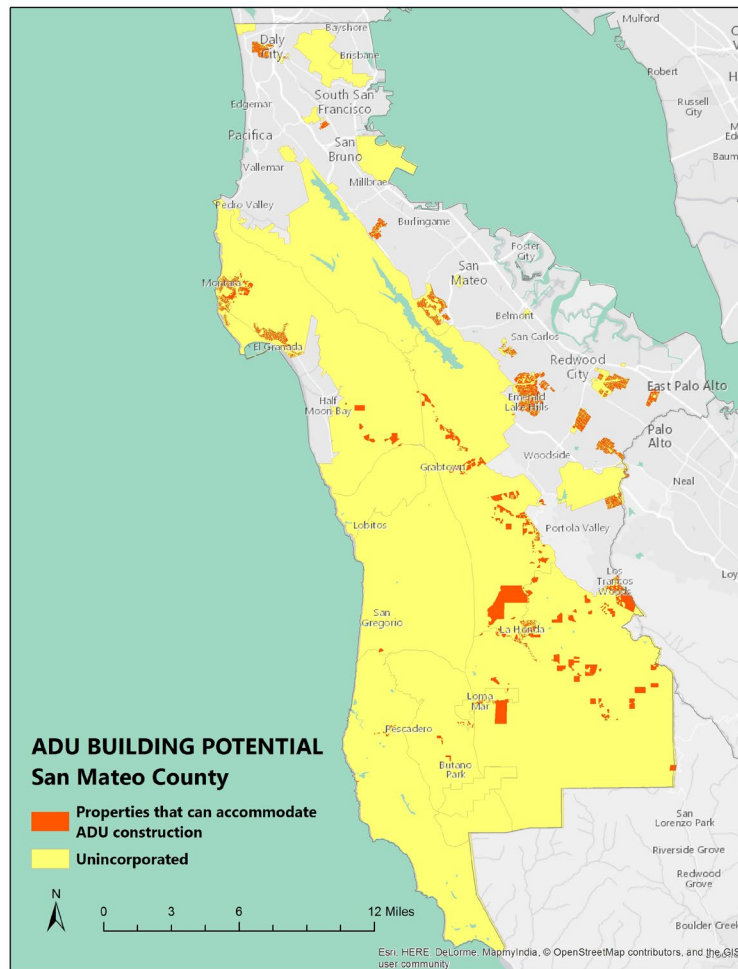 Mulford
Bayshore
Daly
City
Brisbane
Robert
Russell
City
South San
Francisco
Edgemar
Pacifica
San
Bruno
Vallemar
Millbrae
Pedro Valley
Burlingame
Foster
City
San
Mateo
Montara
Belmont
San Carlos
El Granada
Redwood
City
East Palo Alto
Emerald
Lake Hills
Half
Moon Bay
Palo
Alto
Woodside
Grabtown
Neal
Lobitos
Portola Valley
Los
Trancos
Woods
San
Gregorio
La Honda
Loma
Mar
Pescadero
Butano
Park
ADU BUILDING POTENTIAL
San Mateo County
Properties that can accommodate
ADU construction
Unincorporated
San
Lorenzo Park
Riverside Grove
Redwood
Grove
Boulder Creek
N
0 3 6 12 Miles
Esri, HERE, DeLorme, MapmyIndia, © OpenStreetMap contributors, and the GIS
user community